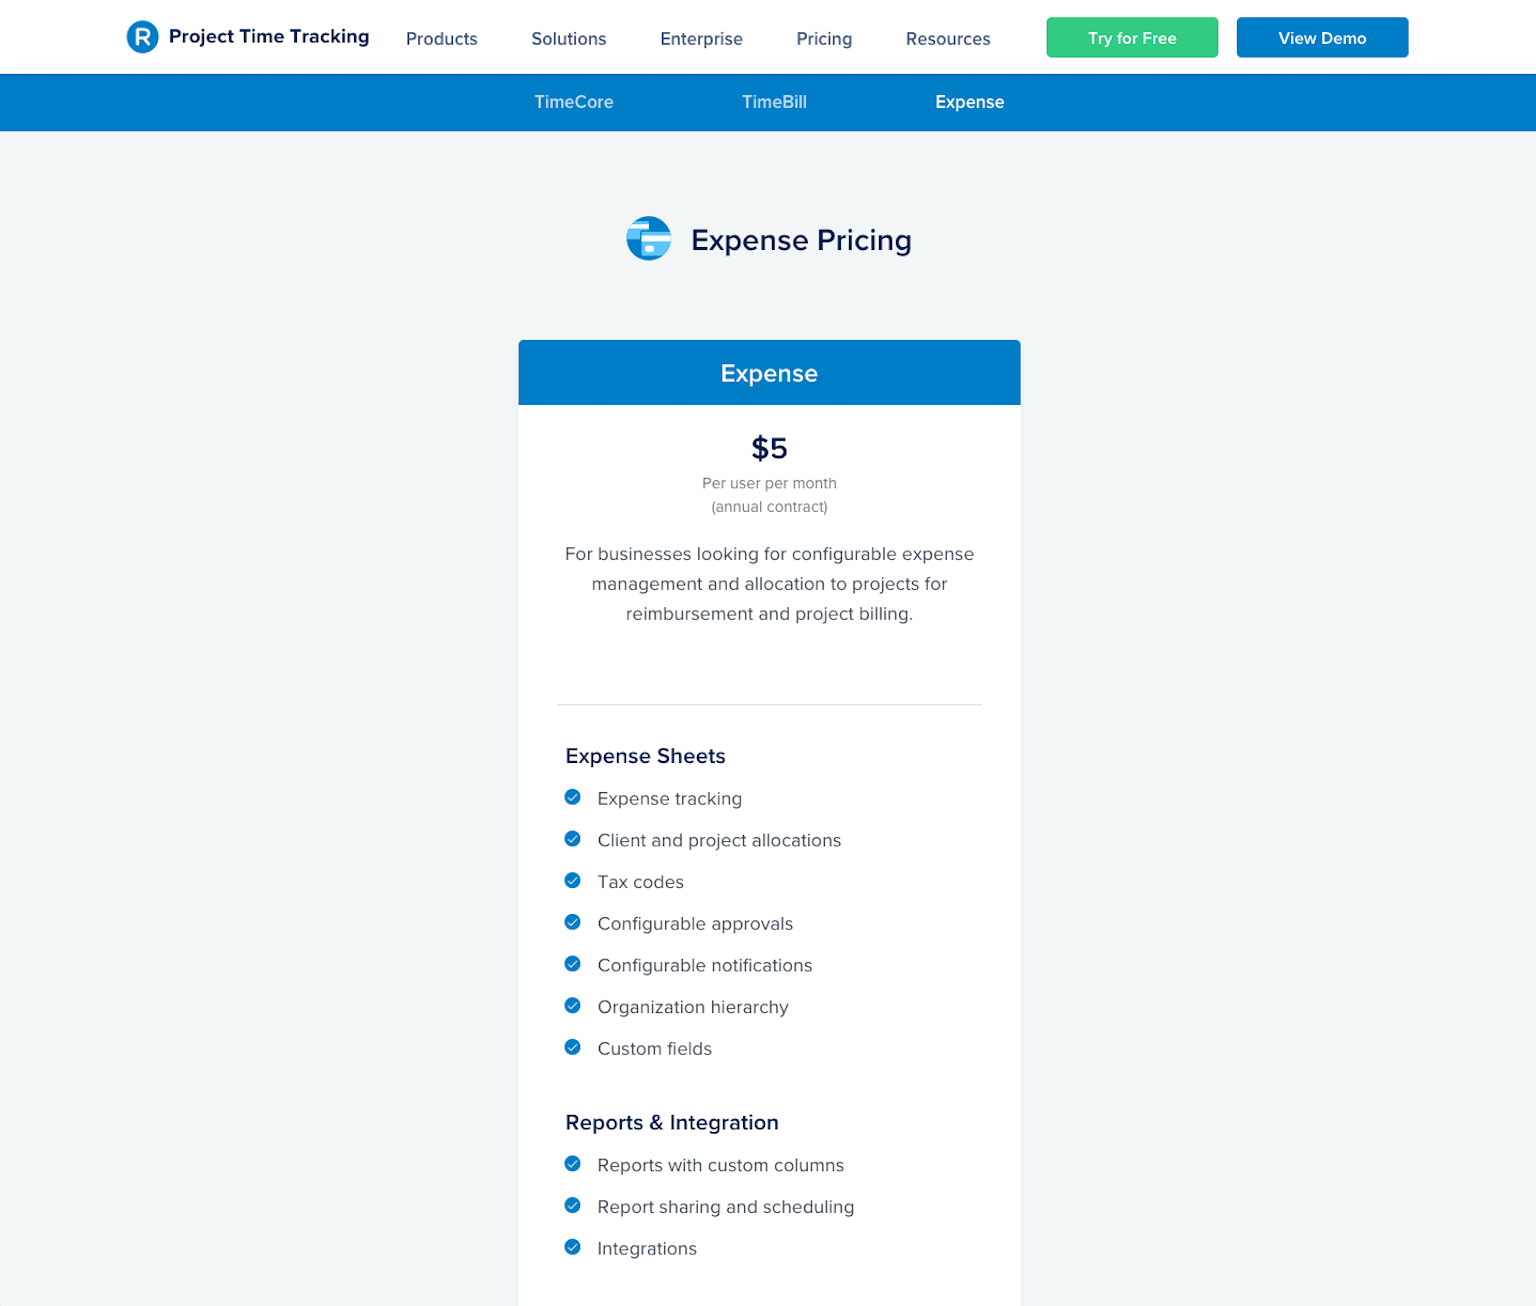 R Project Time Tracking Products Solutions Enterprise Pricing Resources Try for Free View Demo
TimeCore TimeBill Expense
Expense Pricing
Expense
$5
Per user per month
(annual contract)
For businesses looking for configurable expense
management and allocation to projects for
reimbursement and project billing.
Expense Sheets
Expense tracking
Client and project allocations
Tax codes
Configurable approvals
Configurable notifications
Organization hierarchy
Custom fields
Reports & Integration
Reports with custom columns
Report sharing and scheduling
Integrations